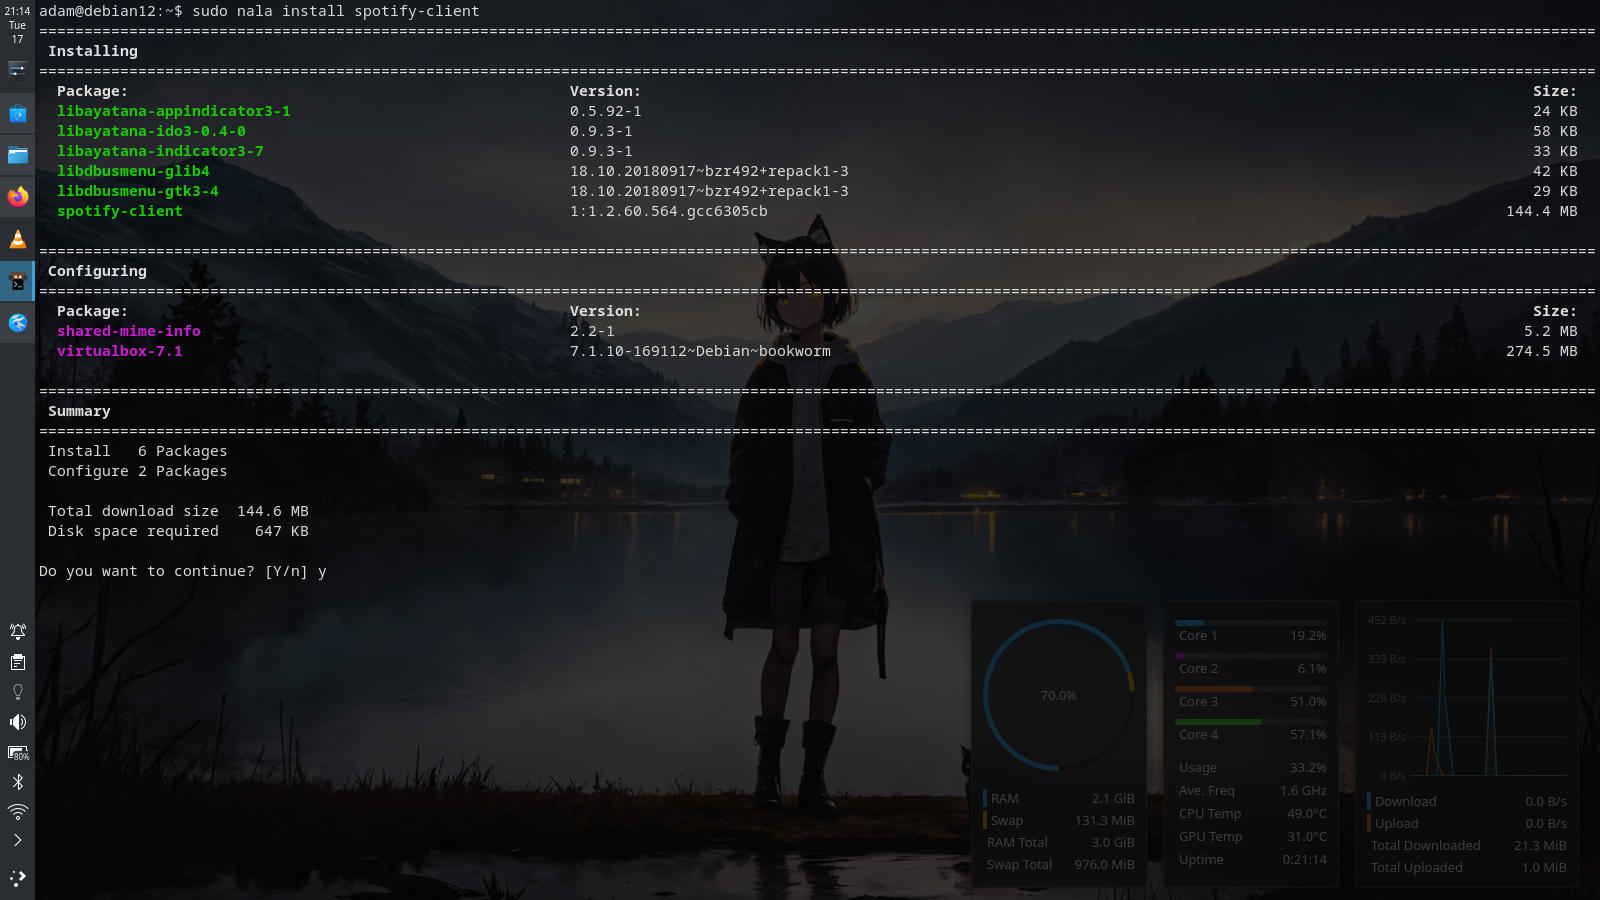 21:14
Tue
17
adam@debian12:~$ sudo nala install spotify-client
================================================================================
Installing
================================================================================
Package: Version: Size:
libayatana-appindicator3-1 0.5.92-1 24 KB
libayatana-ido3-0.4-0 0.9.3-1 58 KB
libayatana-indicator3-7 0.9.3-1 33 KB
libdbusmenu-glib4 18.10.20180917~bzr492+repack1-3 42 KB
libdbusmenu-gtk3-4 18.10.20180917~bzr492+repack1-3 29 KB
spotify-client 1:1.2.60.564.gcc6305cb 144.4 MB
================================================================================
Configuring
================================================================================
Package: Version: Size:
shared-mime-info 2.2-1 5.2 MB
virtualbox-7.1 7.1.10-169112~Debian~bookworm 274.5 MB
================================================================================
Summary
================================================================================
Install 6 Packages
Configure 2 Packages
Total download size 144.6 MB
Disk space required 647 KB
Do you want to continue? [Y/n] y
80%
70.0%
RAM 2.1 GiB
Swap 131.3 MiB
RAM Total 3.0 GiB
Swap Total 976.0 MiB
Core 1 19.2%
Core 2 6.1%
Core 3 51.0%
Core 4 57.1%
Usage 33.2%
Ave. Freq 1.6 GHz
CPU Temp 49.0°C
GPU Temp 31.0°C
Uptime 0:21:14
452 B/s
339 B/s
226 B/s
113 B/s
0 B/s
Download 0.0 B/s
Upload 0.0 B/s
Total Downloaded 21.3 MiB
Total Uploaded 1.0 MiB